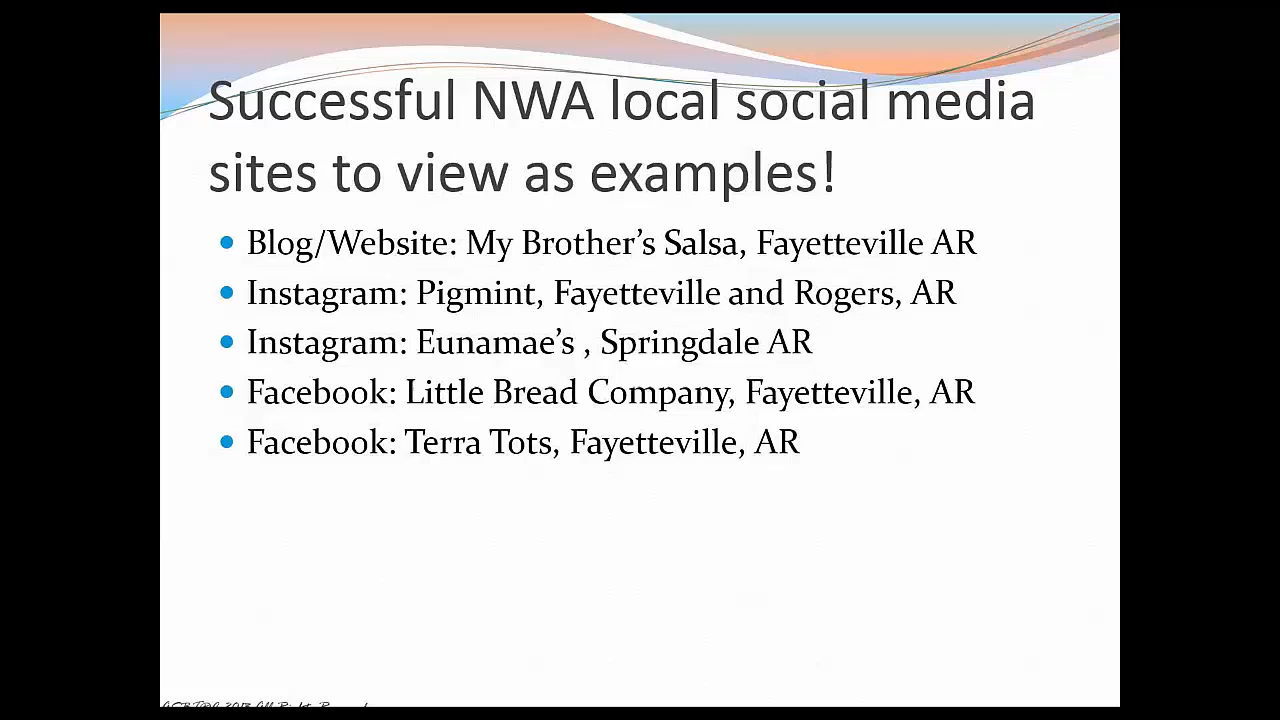 Successful NWA local social media
sites to view as examples!
Blog/Website: My Brother’s Salsa, Fayetteville AR
Instagram: Pigmint, Fayetteville and Rogers, AR
Instagram: Eunamae’s , Springdale AR
Facebook: Little Bread Company, Fayetteville, AR
Facebook: Terra Tots, Fayetteville, AR